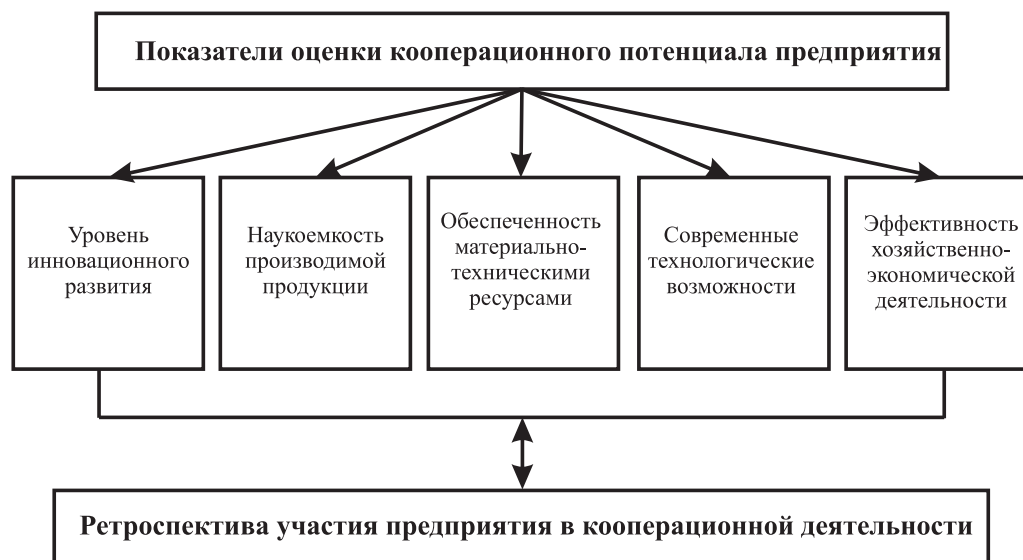 Показатели оценки кооперационного потенциала предприятия
Уровень
инновационного
развития
Наукоемкость
производимой
продукции
Обеспеченность
материально-
техническими
ресурсами
Современные
технологические
возможности
Эффективность
хозяйственно-
экономической
деятельности
Ретроспектива участия предприятия в кооперационной деятельности